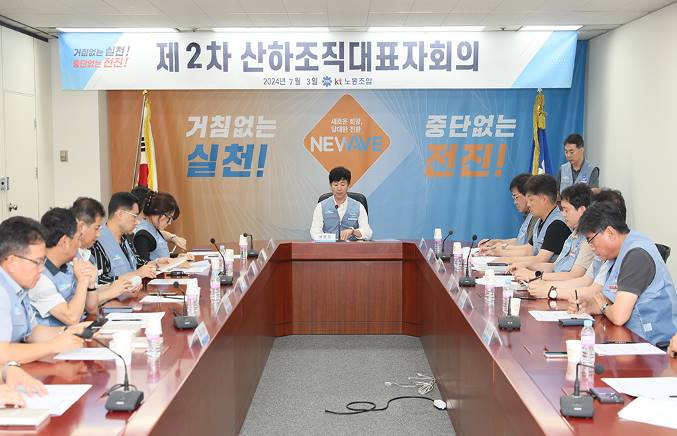 거침없는 실천!
중단없는 전진!
제 2차 산하조직대표자회의
2024년 7월 3일 kt 노동조합
거침없는
실천!
새로운 희망,
담대한 전진
NEWAVE
중단없는
전진!